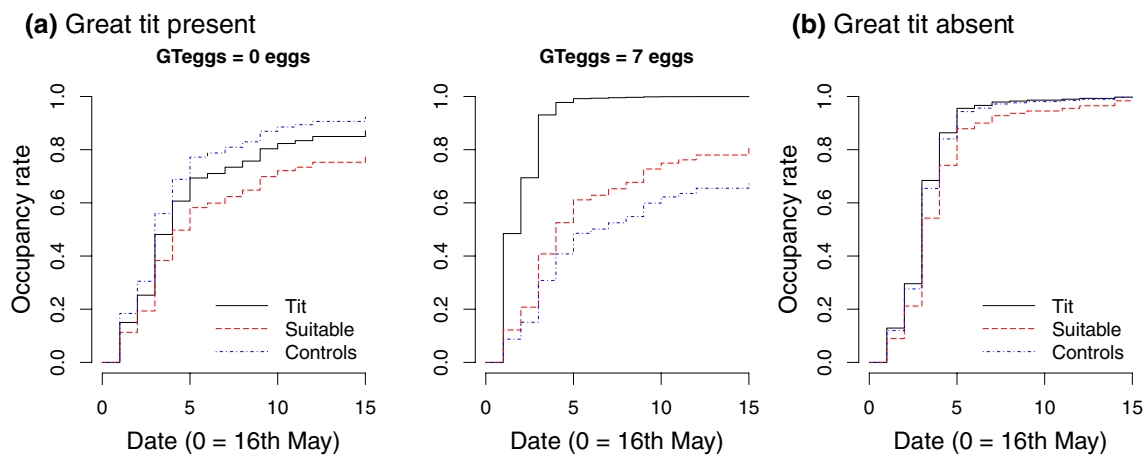 (a) Great tit present
(b) Great tit absent
GTeggs = 0 eggs
GTeggs = 7 eggs
Occupancy rate
0.0 0.2 0.4 0.6 0.8 1.0
Tit
Suitable
Controls
0 5 10 15
Date (0 = 16th May)
Occupancy rate
0.0 0.2 0.4 0.6 0.8 1.0
0 5 10 15
Date (0 = 16th May)
Occupancy rate
0.0 0.2 0.4 0.6 0.8 1.0
Tit
Suitable
Controls
0 5 10 15
Date (0 = 16th May)